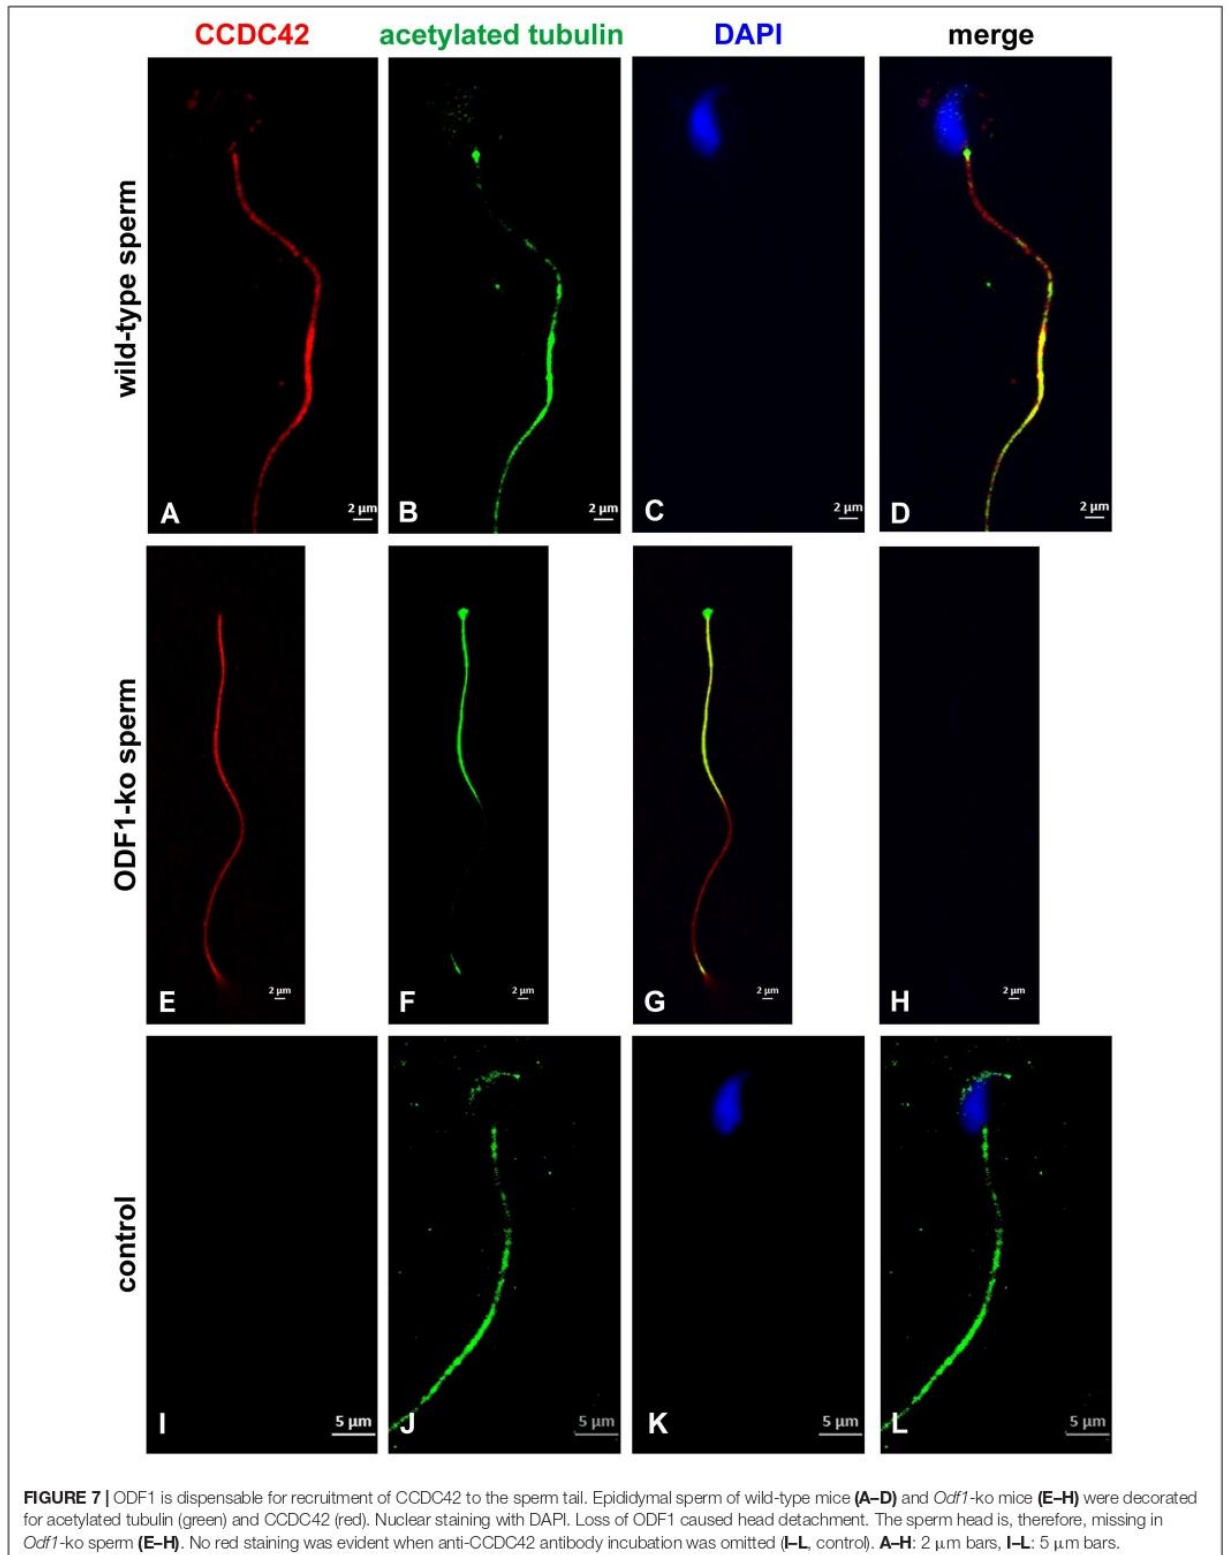 CCDC42 acetylated tubulin DAPI merge
wild-type sperm
A 2 µm B 2 µm C 2 µm D 2 µm
ODF1-ko sperm
E 2 µm F 2 µm G 2 µm H 2 µm
control
I 5 µm J 5 µm K 5 µm L 5 µm
FIGURE 7 | ODF1 is dispensable for recruitment of CCDC42 to the sperm tail. Epididymal sperm of wild-type mice (A–D) and Odf1-ko mice (E–H) were decorated
for acetylated tubulin (green) and CCDC42 (red). Nuclear staining with DAPI. Loss of ODF1 caused head detachment. The sperm head is, therefore, missing in
Odf1-ko sperm (E–H). No red staining was evident when anti-CCDC42 antibody incubation was omitted (I–L, control). A–H: 2 µm bars, I–L: 5 µm bars.